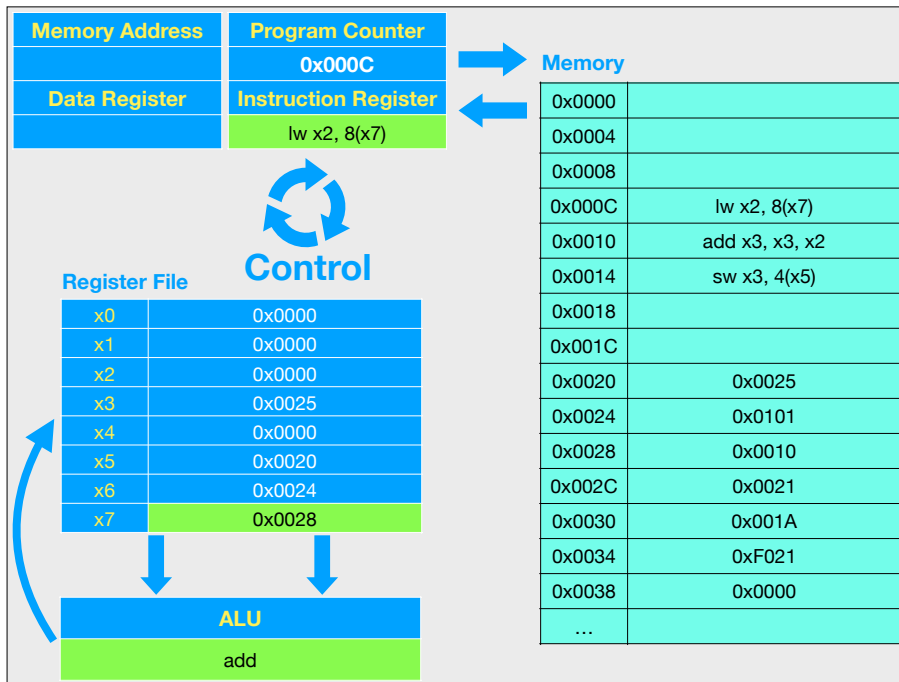 Memory Address Program Counter
0x000C
Data Register Instruction Register
lw x2, 8(x7)
Control
Register File
x0 0x0000
x1 0x0000
x2 0x0000
x3 0x0025
x4 0x0000
x5 0x0020
x6 0x0024
x7 0x0028
ALU
add
Memory
0x0000
0x0004
0x0008
0x000C lw x2, 8(x7)
0x0010 add x3, x3, x2
0x0014 sw x3, 4(x5)
0x0018
0x001C
0x0020 0x0025
0x0024 0x0101
0x0028 0x0010
0x002C 0x0021
0x0030 0x001A
0x0034 0xF021
0x0038 0x0000
…